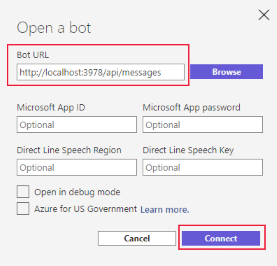 Open a bot
Bot URL
http://localhost:3978/api/messages Browse
Microsoft App ID Microsoft App password
Optional Optional
Direct Line Speech Region Direct Line Speech Key
Optional Optional
Open in debug mode
Azure for US Government Learn more.
Cancel Connect